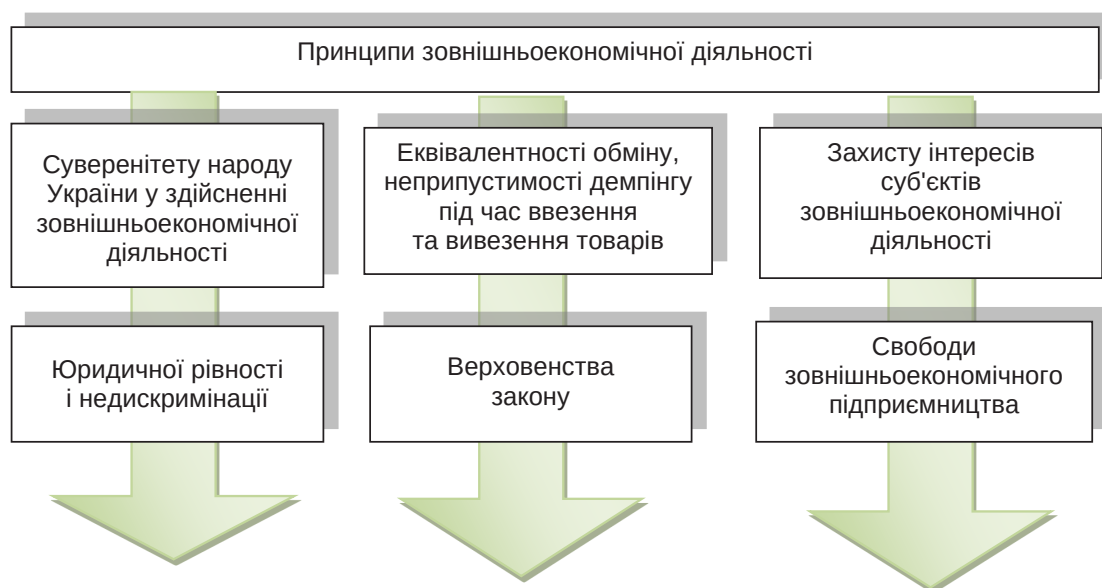 Принципи зовнішньоекономічної діяльності
Суверенітету народу
України у здійсненні
зовнішньоекономічної
діяльності
Еквівалентності обміну,
неприпустимості демпінгу
під час ввезення
та вивезення товарів
Захисту інтересів
суб'єктів
зовнішньоекономічної
діяльності
Юридичної рівності
і недискримінації
Верховенства
закону
Свободи
зовнішньоекономічного
підприємництва